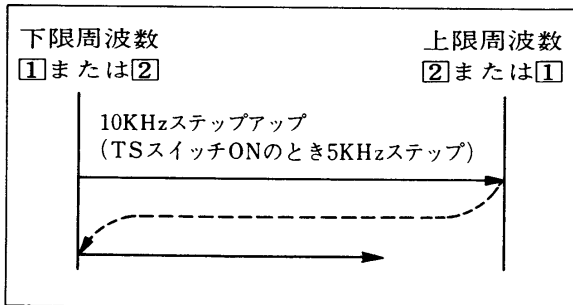 下限周波数
1または2
上限周波数
2または1
10KHzステップアップ
(TSスイッチONのとき5KHzステップ)